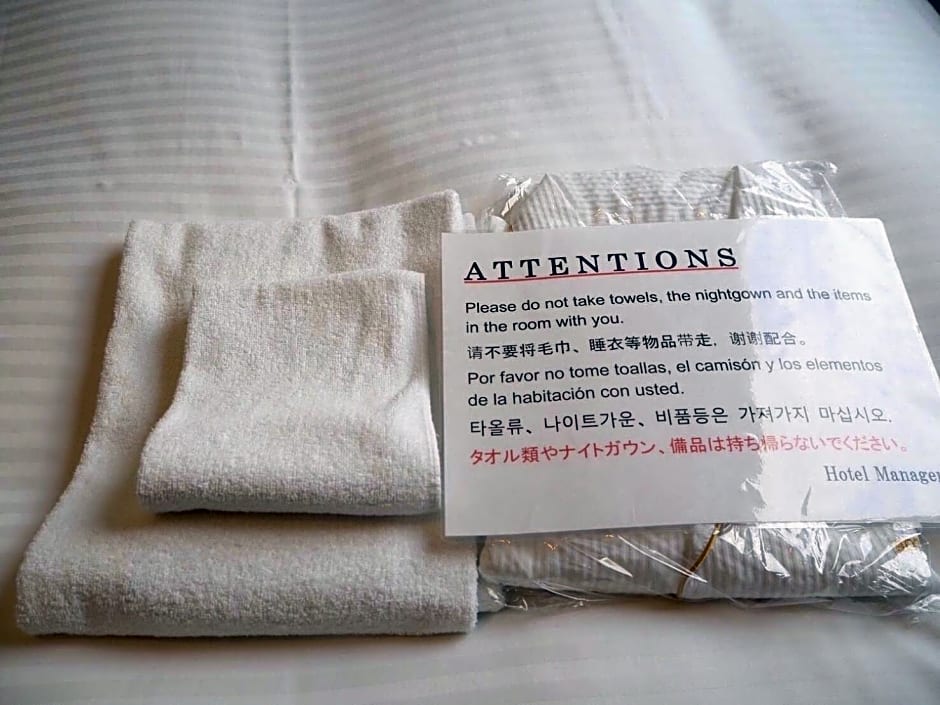 ATTENTIONS
Please do not take towels, the nightgown and the items
in the room with you.
请不要将毛巾、睡衣等物品带走，谢谢配合。
Por favor no tome toallas, el camisón y los elementos
de la habitación con usted.
타올류、나이트가운、비품등은 가져가지 마십시오.
タオル類やナイトガウン、備品は持ち帰らないでください。
Hotel Manager